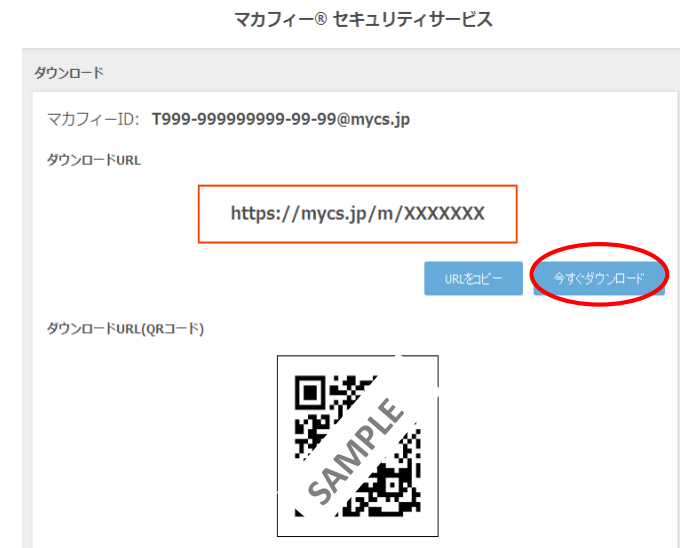 マカフィー® セキュリティサービス
ダウンロード
マカフィーID: T999-999999999-99-99@mycs.jp
ダウンロードURL
https://mycs.jp/m/XXXXXXX
URLをコピー 今すぐダウンロード
ダウンロードURL(QRコード)
SAMPLE